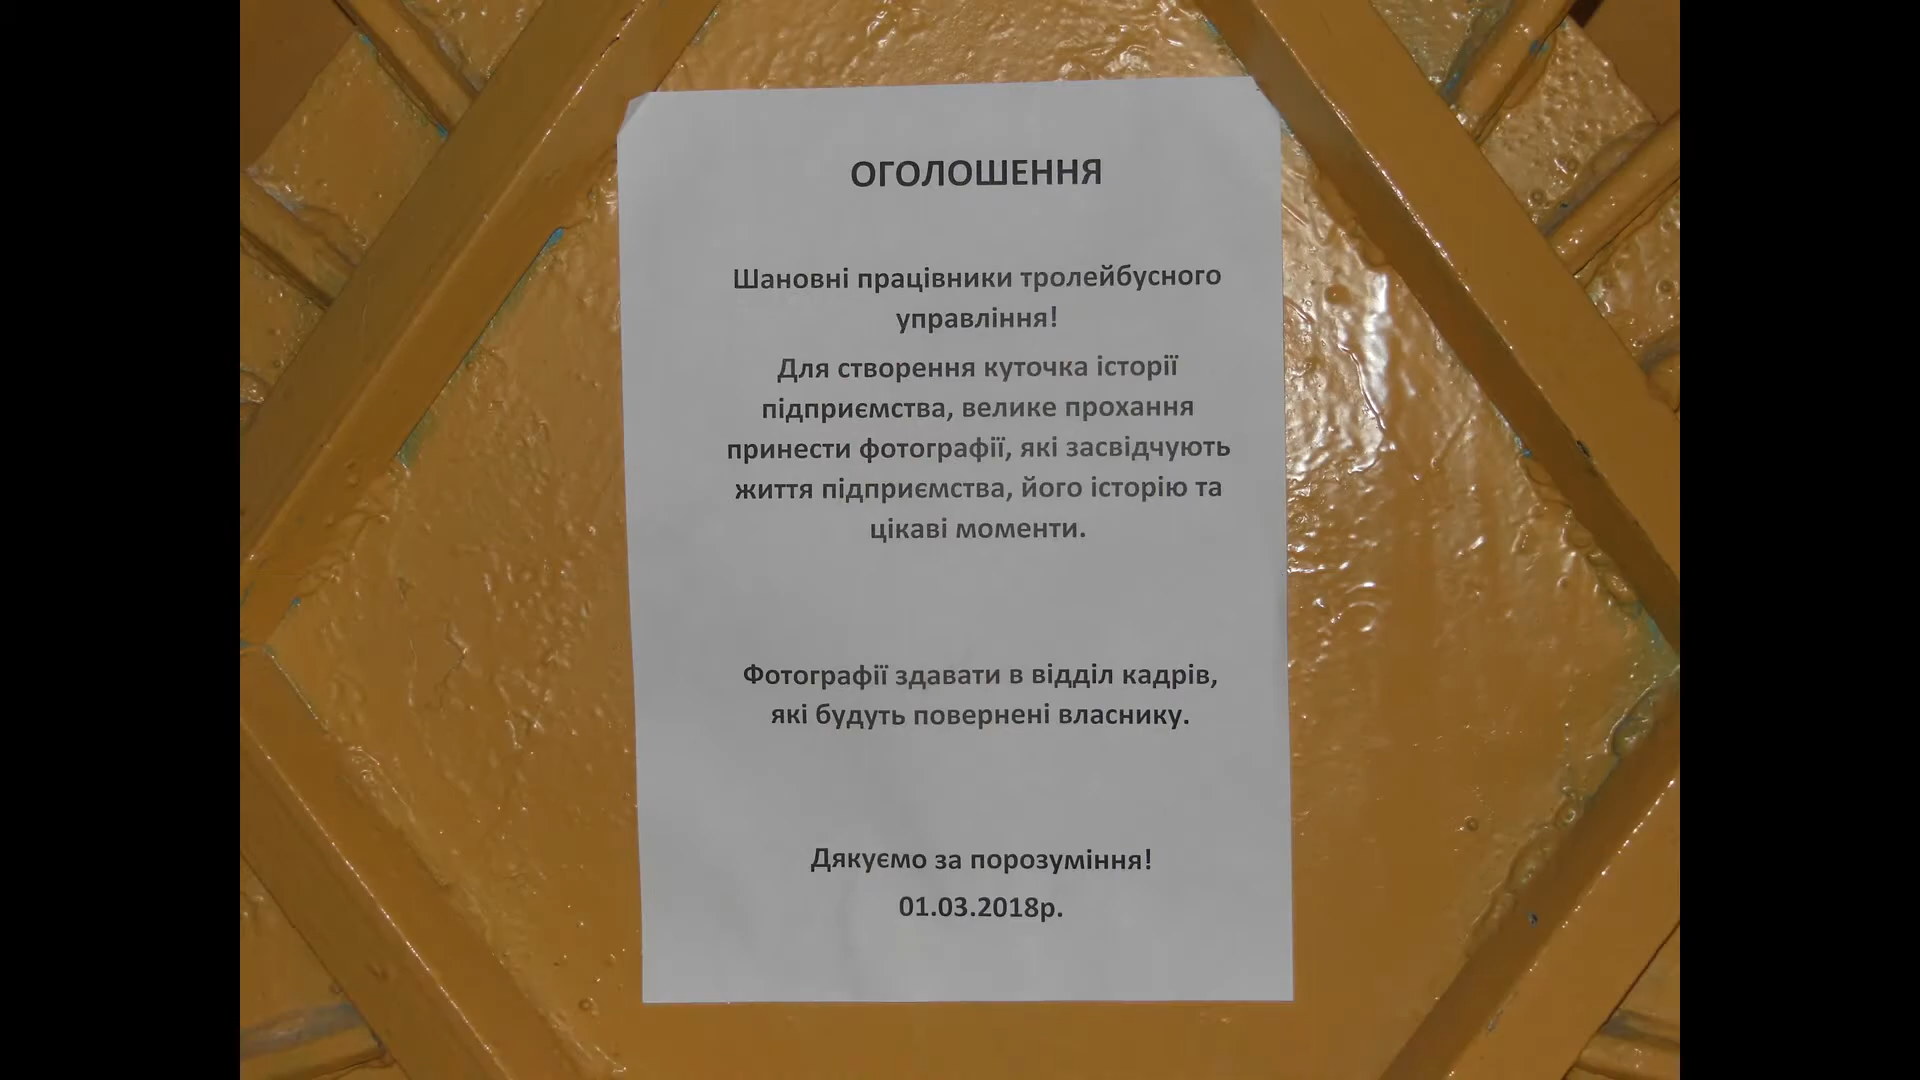 ОГОЛОШЕННЯ
Шановні працівники тролейбусного
управління!
Для створення куточка історії
підприємства, велике прохання
принести фотографії, які засвідчують
життя підприємства, його історію та
цікаві моменти.
Фотографії здавати в відділ кадрів,
які будуть повернені власнику.
Дякуємо за порозуміння!
01.03.2018р.